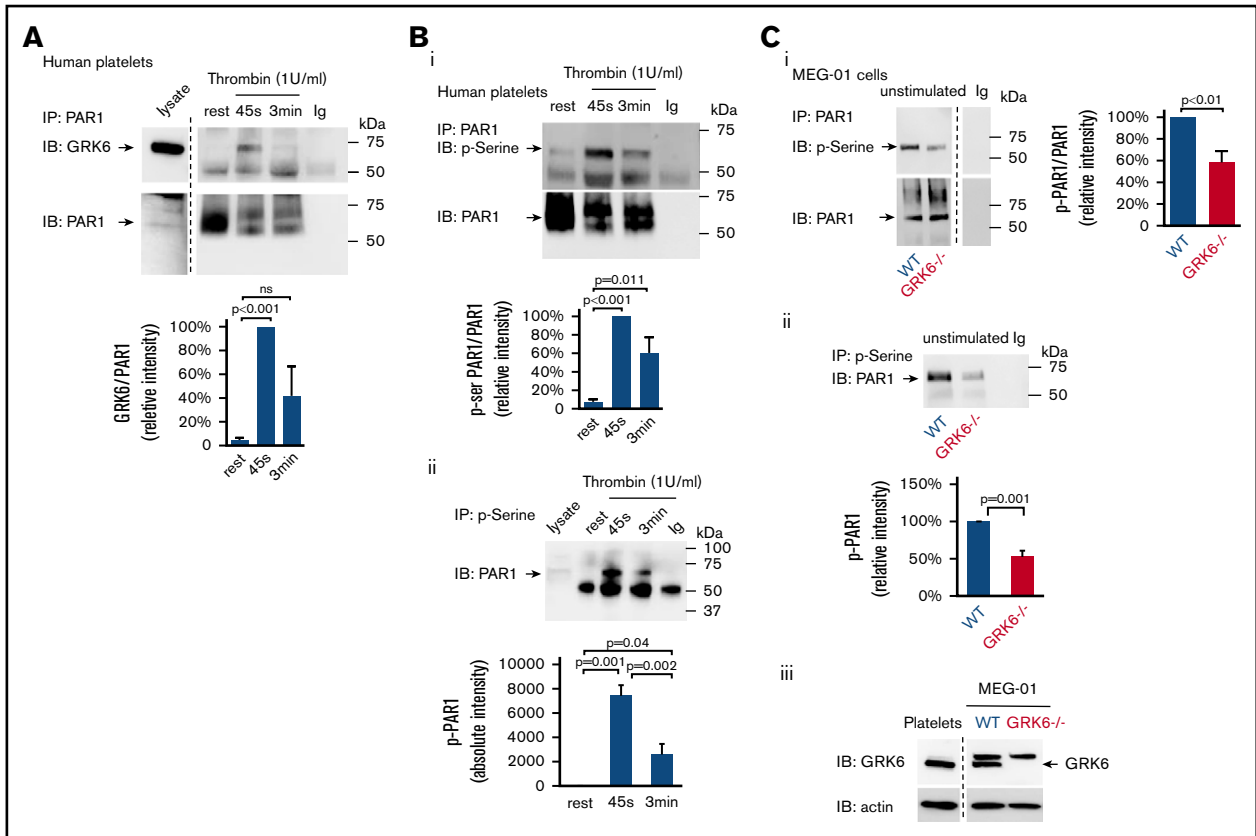 A
Human platelets
Thrombin (1U/ml)
lysate
rest 45s 3min Ig
IP: PAR1
kDa
IB: GRK6
75
50
IB: PAR1
75
50
ns
p<0.001
GRK6/PAR1
(reletive intensity)
100%
80%
60%
40%
20%
0
rest
45s
3min
B
i
Thrombin (1U/ml)
Human platelets
rest 45s 3min Ig
kDa
IP: PAR1
IB: p-Serine
75
50
IB: PAR1
75
50
p=0.011
p<0.001
p-ser PAR1/PAR1
(relative intensity)
100%
80%
60%
40%
20%
0
rest
45s
3min
ii
Thrombin (1U/ml)
IP: p-Serine
lysate
rest
45s
3min
Ig
kDa
100
75
IB: PAR1
50
37
p=0.04
p=0.001
p=0.002
p-PAR1
(absolute intensity)
10000
8000
6000
4000
2000
0
rest 45s 3min
C
i
MEG-01 cells
unstimulated Ig kDa
IP: PAR1
IB: p-Serine
75
50
IB: PAR1
75
50
WT
GRK6-/-
p<0.01
p-PAR1/PAR1
(relative intensity)
100%
80%
60%
40%
20%
0
WT
GRK6-/-
ii
unstimulated Ig
IP: p-Serine
kDa
IB: PAR1
75
50
WT
GRK6-/-
p=0.001
p-PAR1
(relative intensity)
150%
100%
50%
0%
WT
GRK6-/-
iii
MEG-01
Platelets WT GRK6-/-
IB: GRK6
GRK6
IB: actin